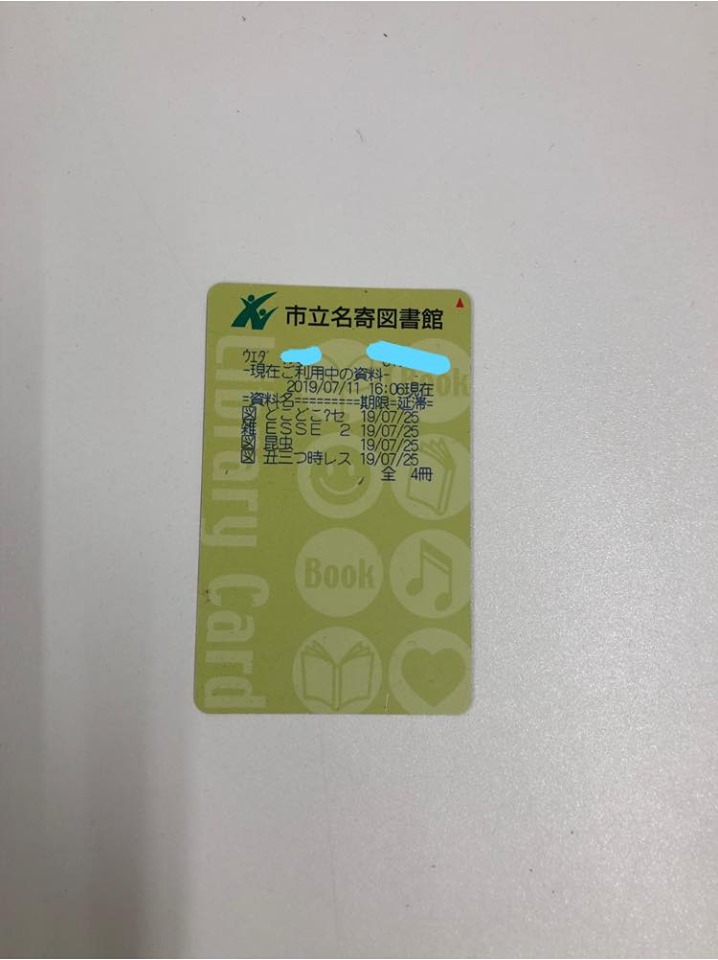 市立名寄図書館
ウエダ
-現在ご利用中の資料-
2019/07/11 16:06現在
=資料名=========期限=延滞=
図 どこどこ?セ 19/07/25
雑 ESSE 2 19/07/25
図 昆虫 19/07/25
図 丑三つ時レス 19/07/25
全 4冊
Book
Book
Library Card